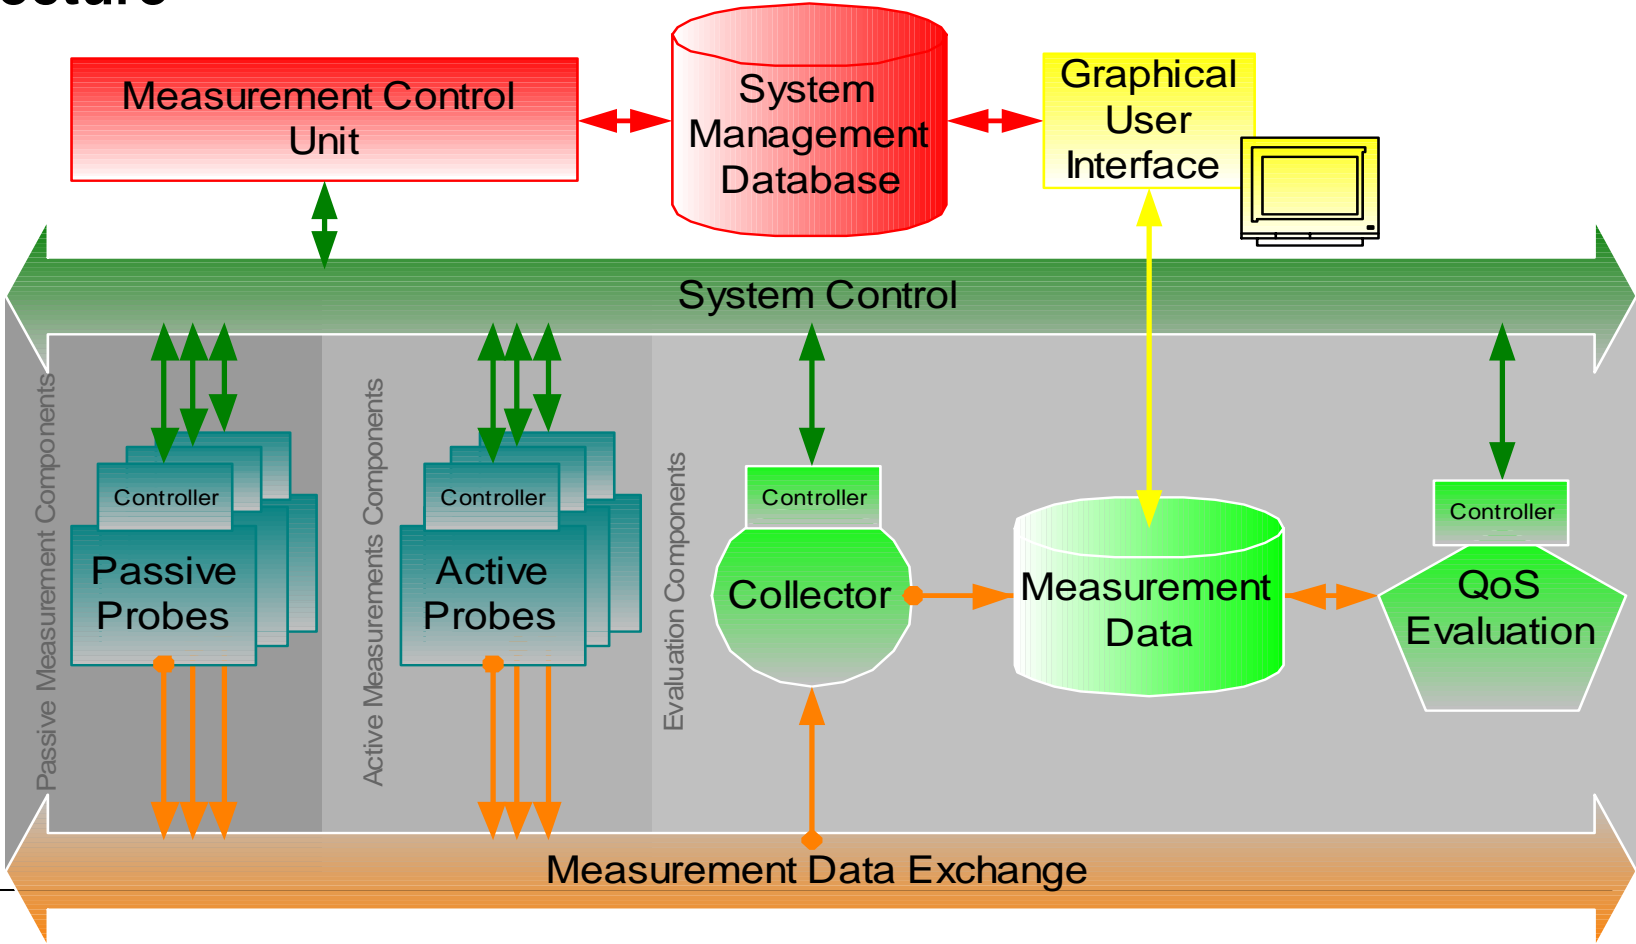 Measurement Control
Unit
System
Management
Database
Graphical
User
Interface
System Control
Passive Measurement Components
Controller
Passive
Probes
Active Measurements Components
Controller
Active
Probes
Evaluation Components
Controller
Collector
Measurement
Data
Controller
QoS
Evaluation
Measurement Data Exchange